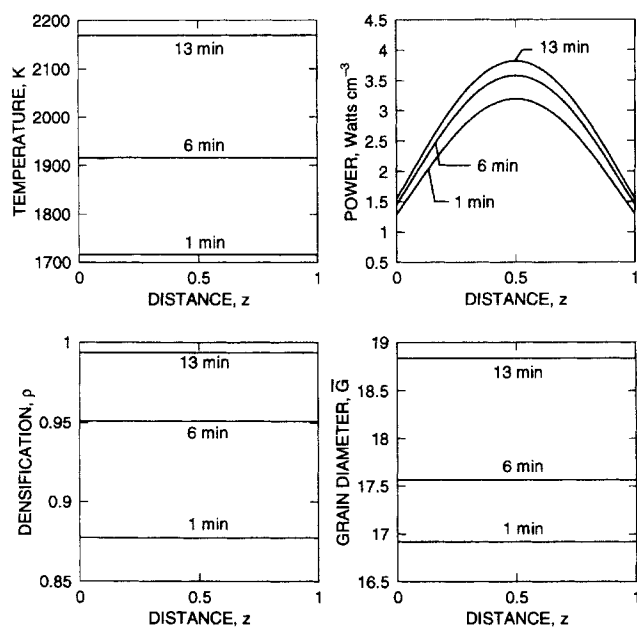 TEMPERATURE, K
2200
2100
2000
1900
1800
1700
13 min
6 min
1 min
0
0.5
1
DISTANCE, z
POWER, Watts cm⁻³
4.5
4
3.5
3
2.5
2
1.5
1
0.5
13 min
6 min
1 min
0
0.5
1
DISTANCE, z
DENSIFICATION, ρ
1
0.95
0.9
0.85
13 min
6 min
1 min
0
0.5
1
DISTANCE, z
GRAIN DIAMETER, G̅
19
18.5
18
17.5
17
16.5
13 min
6 min
1 min
0
0.5
1
DISTANCE, z